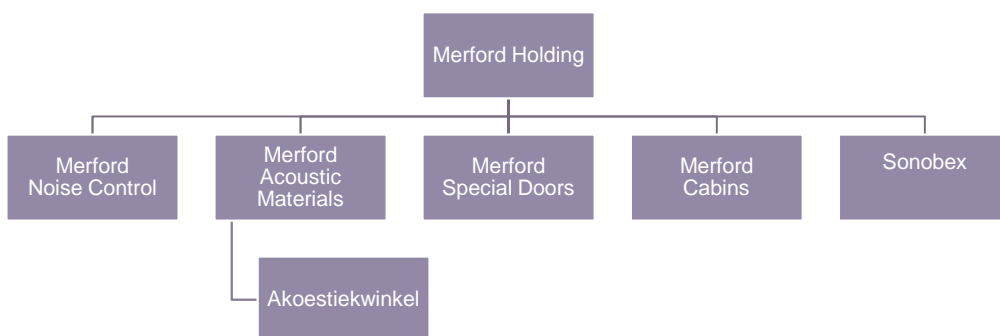 Merford Holding
Merford
Noise Control
Merford
Acoustic
Materials
Merford
Special Doors
Merford
Cabins
Sonobex
Akoestiekwinkel